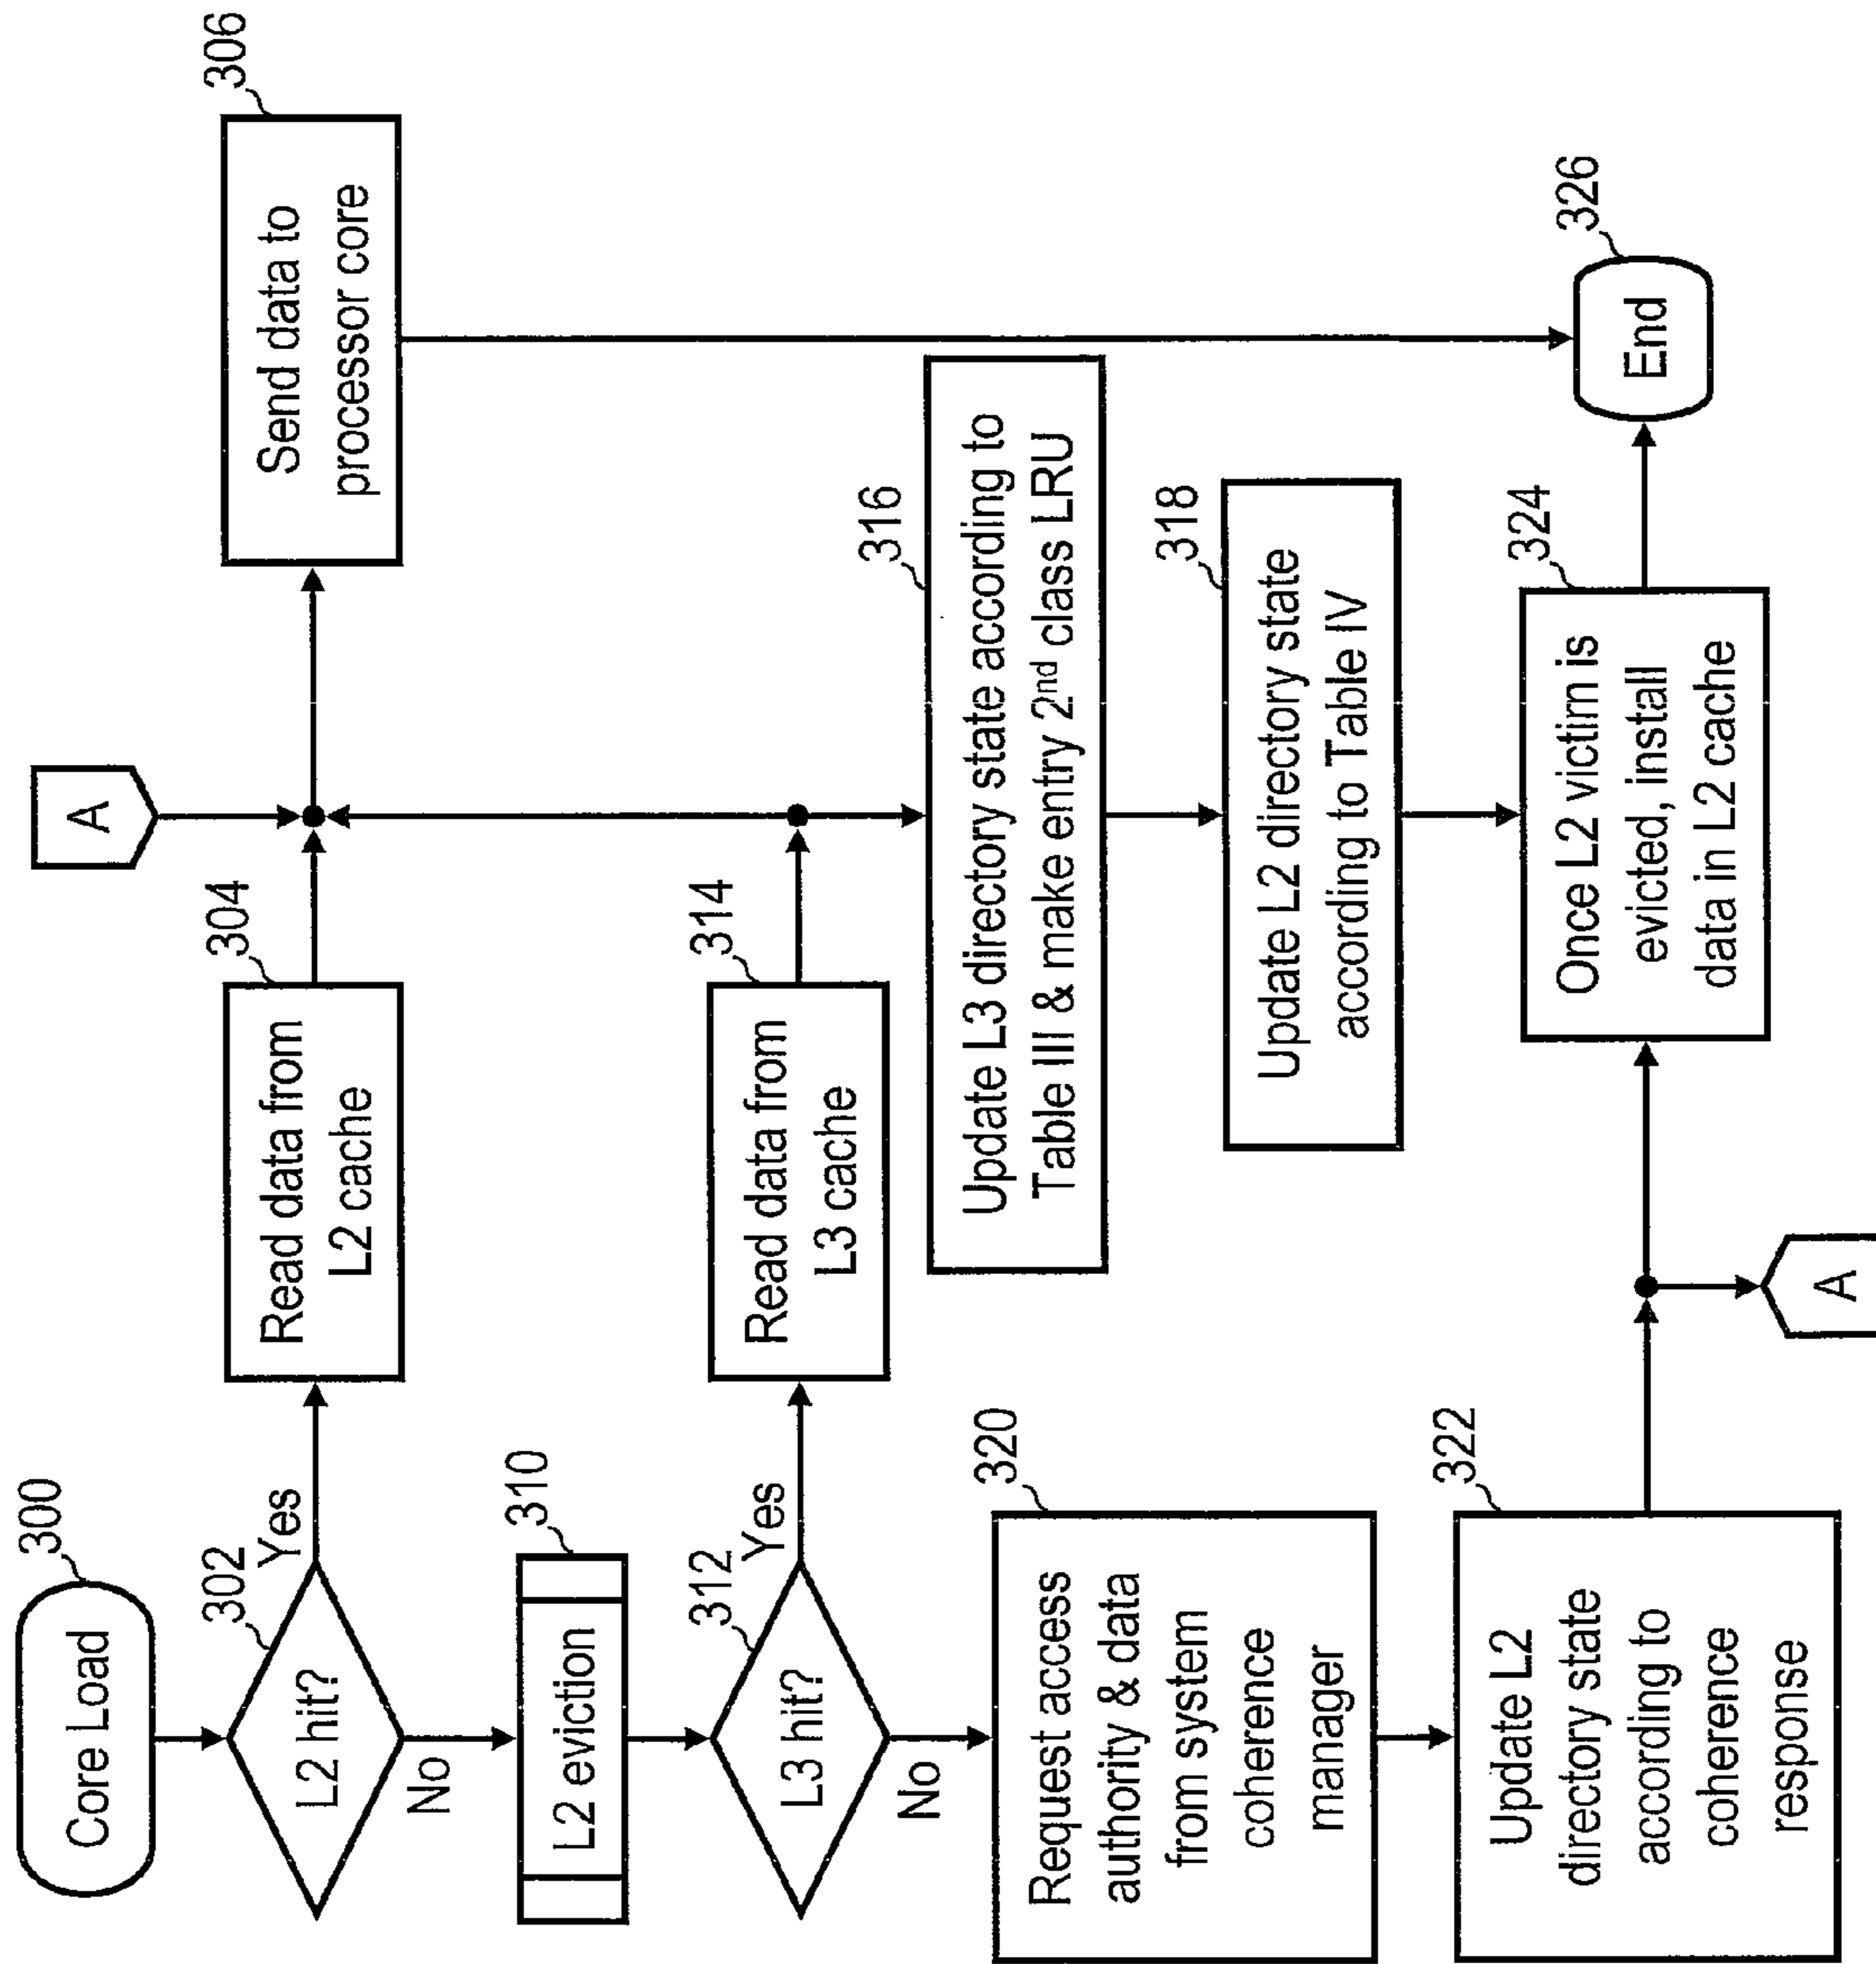 Core Load
300
L2 hit?
302
Yes
No
Read data from
L2 cache
304
A
Send data to
processor core
306
L2 eviction
310
L3 hit?
312
Yes
No
Read data from
L3 cache
314
Update L3 directory state according to
Table III & make entry 2nd class LRU
316
Update L2 directory state
according to Table IV
318
Request access
authority & data
from system
coherence
manager
320
Update L2
directory state
according to
coherence
response
322
A
Once L2 victim is
evicted, install
data in L2 cache
324
End
326